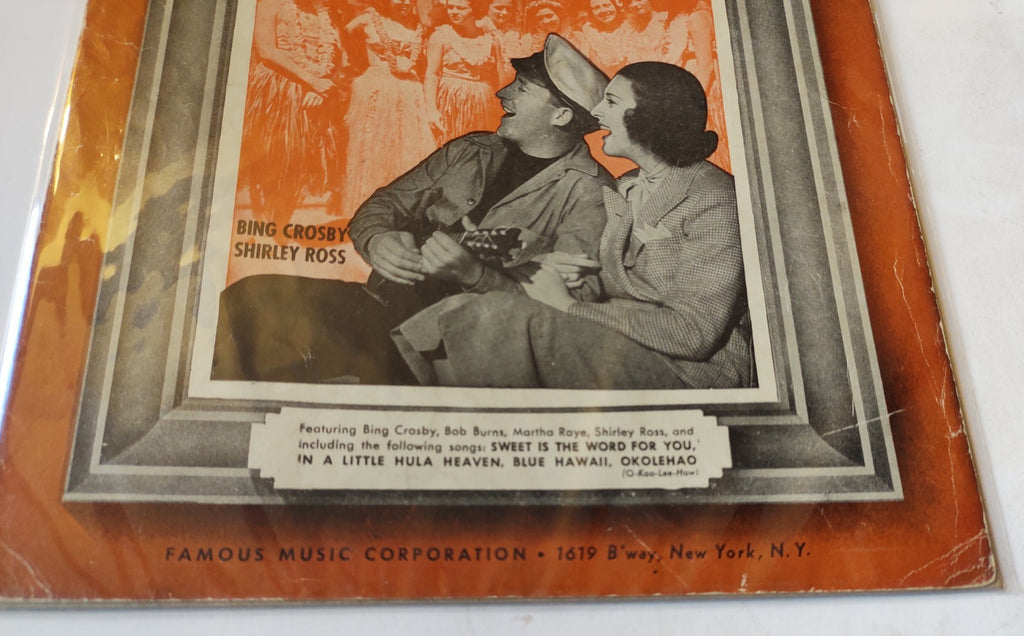 BING CROSBY
SHIRLEY ROSS
Featuring Bing Crosby, Bob Burns, Martha Raye, Shirley Ross, and
including the following songs: SWEET IS THE WORD FOR YOU,
IN A LITTLE HULA HEAVEN, BLUE HAWAII, OKOLEHAO
(O-Koo-Lee-How)
FAMOUS MUSIC CORPORATION • 1619 B'way, New York, N.Y.